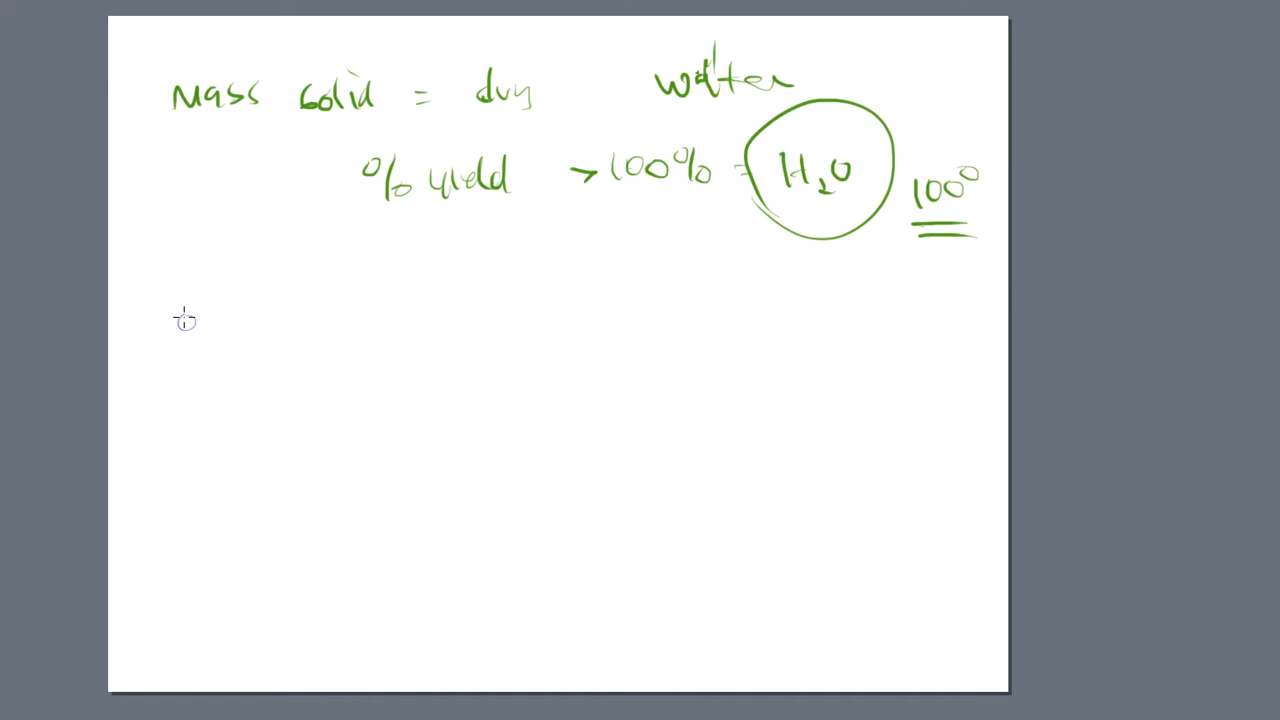 Mass solid = dry water
% yield > 100% = H₂O 100°